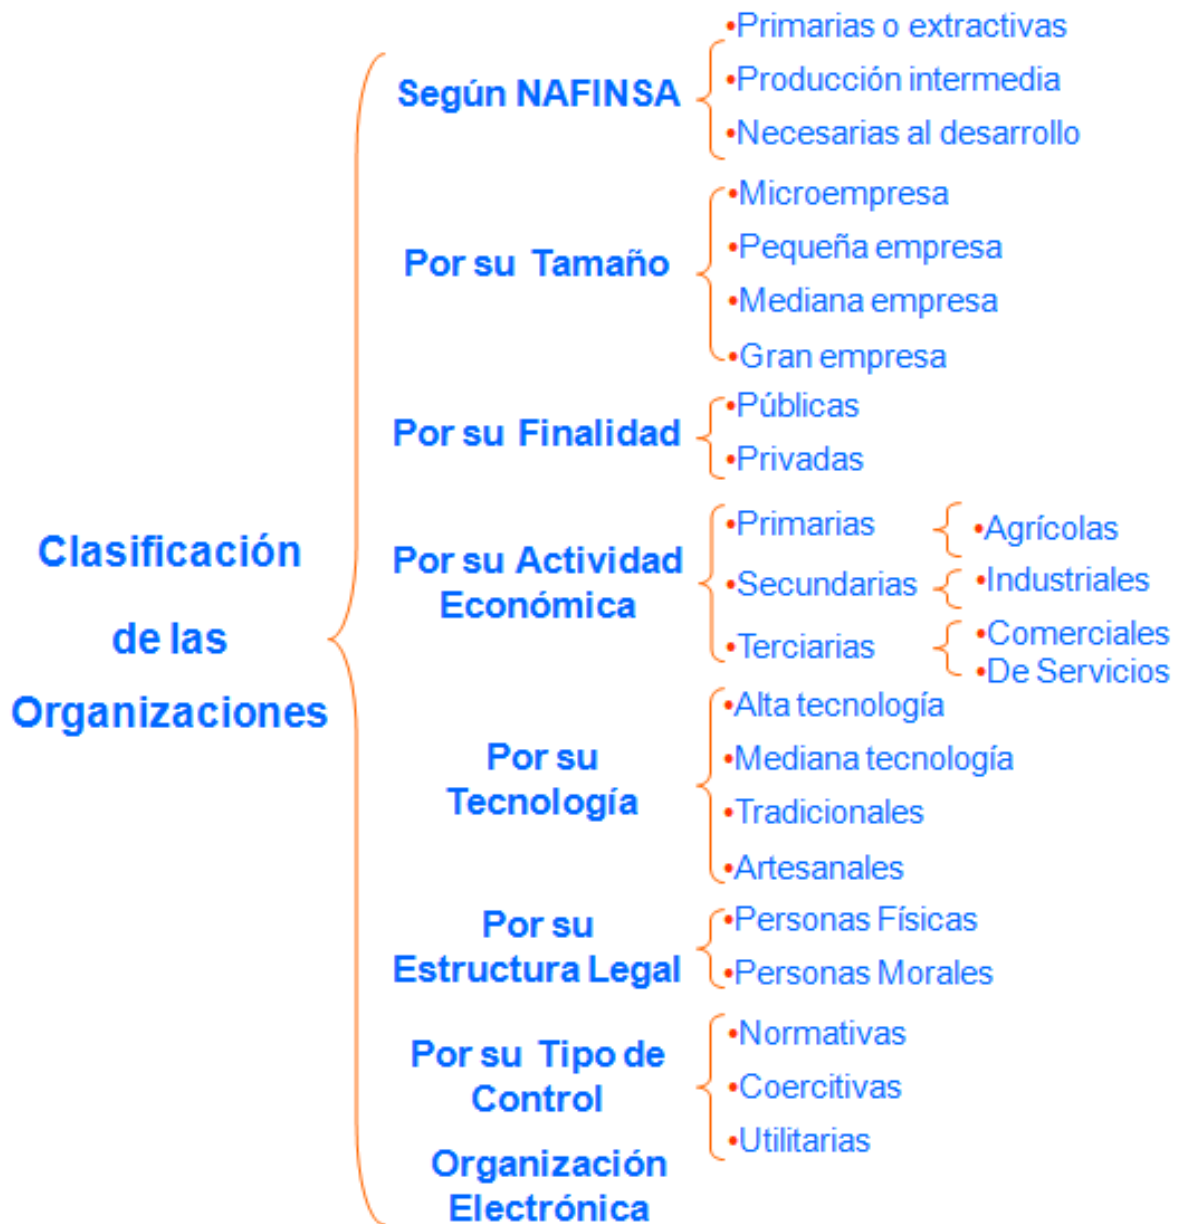 Clasificación
de las
Organizaciones
Según NAFINSA
•Primarias o extractivas
•Producción intermedia
•Necesarias al desarrollo
Por su Tamaño
•Microempresa
•Pequeña empresa
•Mediana empresa
•Gran empresa
Por su Finalidad
•Públicas
•Privadas
Por su Actividad
Económica
•Primarias
•Agrícolas
•Secundarias
•Industriales
•Terciarias
•Comerciales
•De Servicios
Por su
Tecnología
•Alta tecnología
•Mediana tecnología
•Tradicionales
•Artesanales
Por su
Estructura Legal
•Personas Físicas
•Personas Morales
Por su Tipo de
Control
•Normativas
•Coercitivas
•Utilitarias
Organización
Electrónica